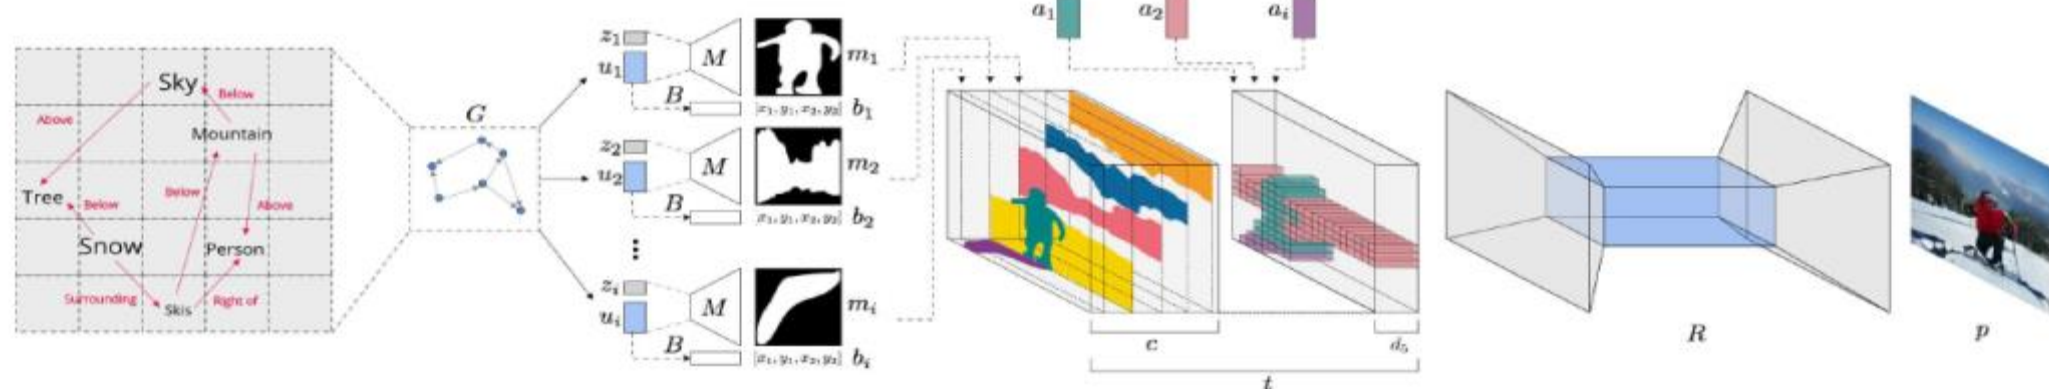 Sky
Below
Above
Mountain
Tree
Below
Below
Above
Snow
Person
Surrounding
Skis
Right of
G
z₁
u₁
M
m₁
B
[x₁, y₁, x₂, y₂]
b₁
z₂
u₂
M
m₂
B
[x₁, y₁, x₂, y₂]
b₂
⋮
zᵢ
uᵢ
M
mᵢ
B
[x₁, y₁, x₂, y₂]
bᵢ
a₁
a₂
aᵢ
c
d₅
t
R
p